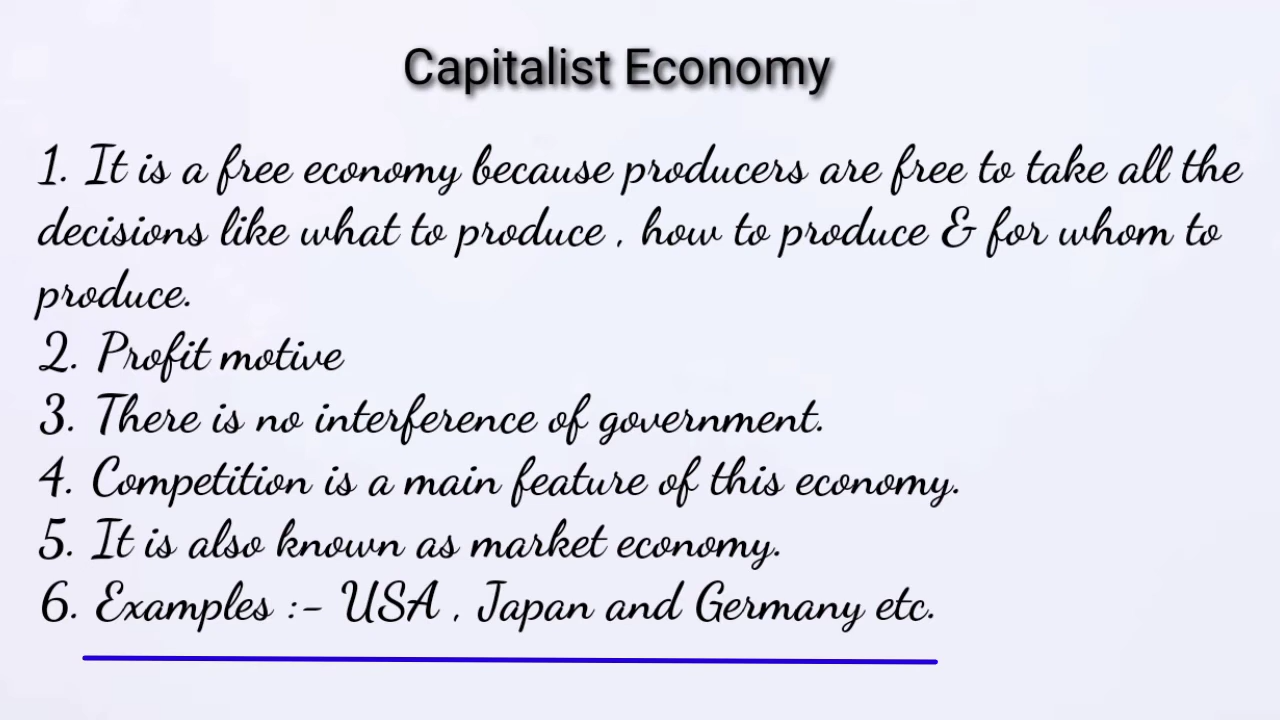 Capitalist Economy
1. It is a free economy because producers are free to take all the
decisions like what to produce , how to produce & for whom to
produce.
2. Profit motive
3. There is no interference of government.
4. Competition is a main feature of this economy.
5. It is also known as market economy.
6. Examples :- USA , Japan and Germany etc.